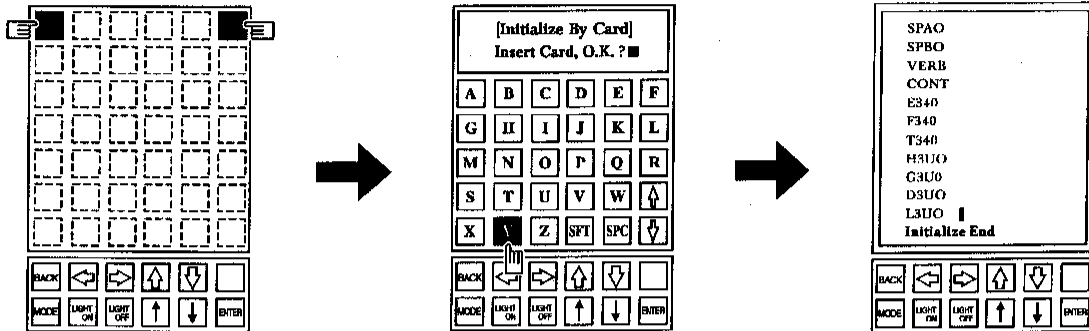 BACK
MODE LIGHT ON LIGHT OFF ↑ ↓ ENTER
[Initialize By Card]
Insert Card, O.K. ?■
A B C D E F
G H I J K L
M N O P Q R
S T U V W
X Z SFT SPC
BACK
MODE LIGHT ON LIGHT OFF ↑ ↓ ENTER
SPAO
SPBO
VERB
CONT
E340
F340
T340
H3UO
G3U0
D3UO
L3UO
Initialize End
BACK
MODE LIGHT ON LIGHT OFF ↑ ↓ ENTER